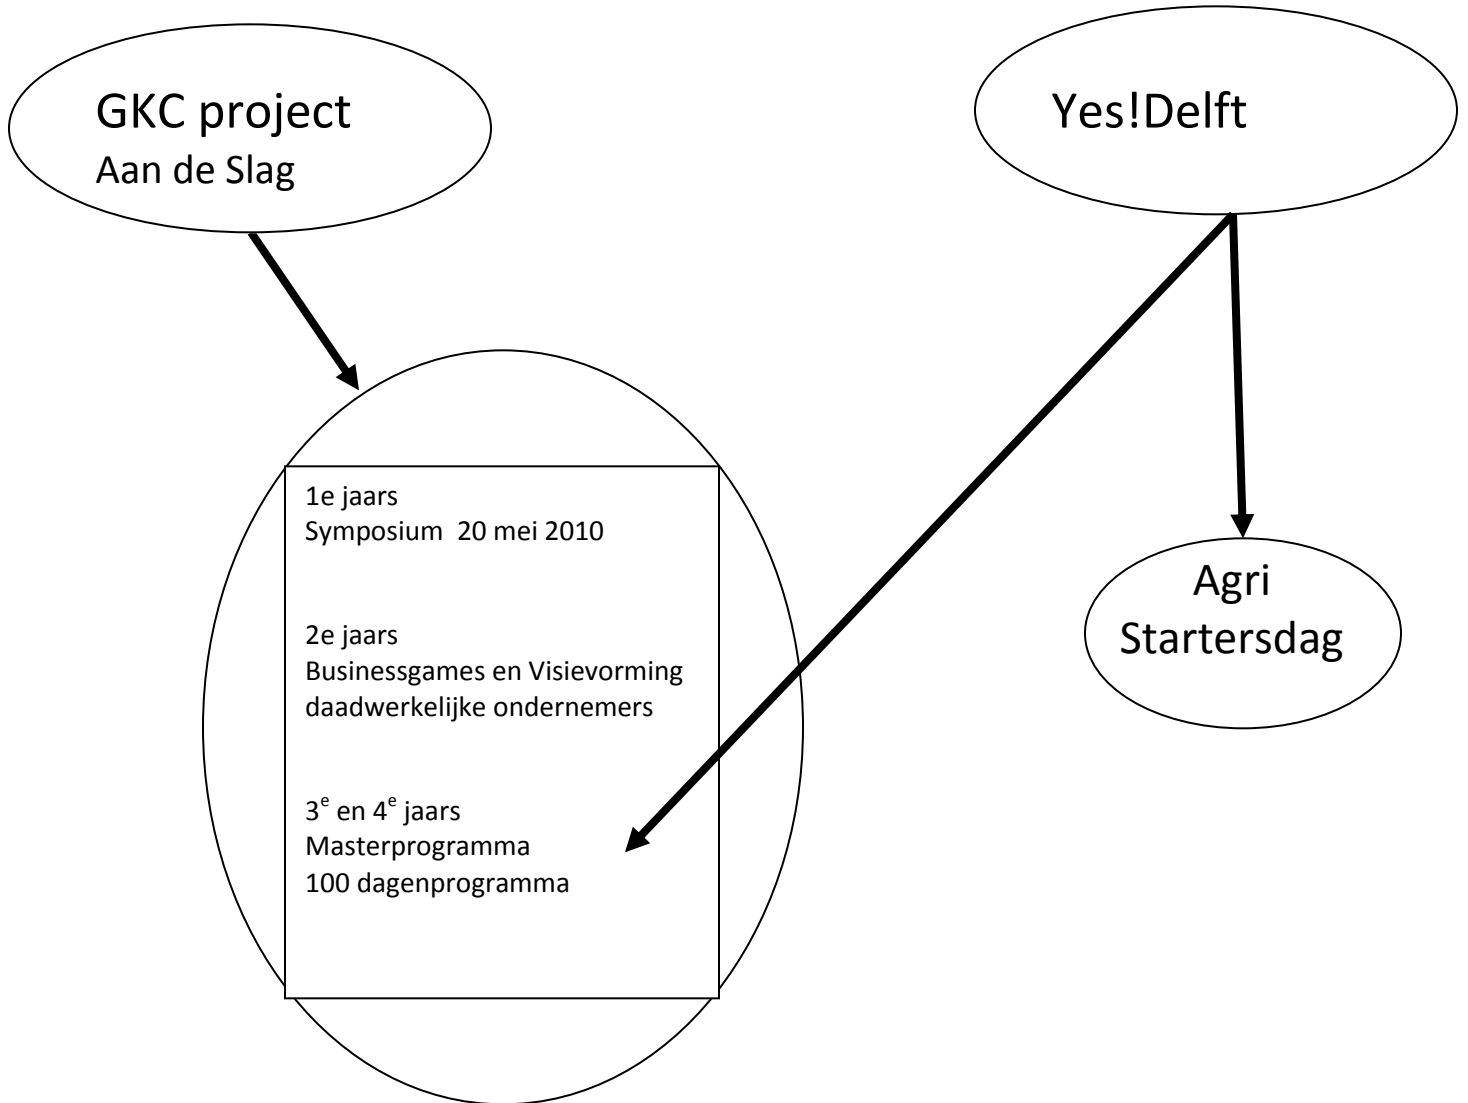 GKC project
Aan de Slag
Yes!Delft
1e jaars
Symposium  20 mei 2010
2e jaars
Businessgames en Visievorming
daadwerkelijke ondernemers
3e en 4e jaars
Masterprogramma
100 dagenprogramma
Agri
Startersdag